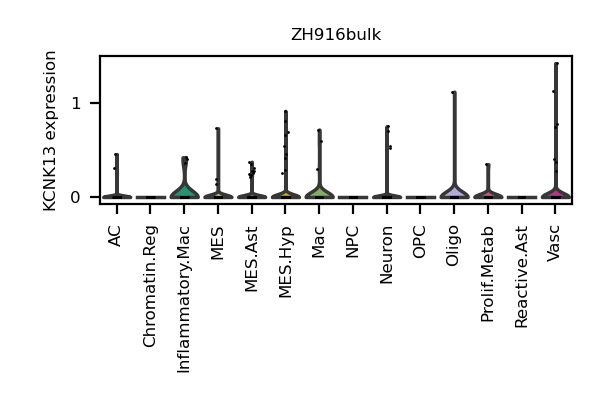 ZH916bulk
KCNK13 expression
1
0
AC
Chromatin.Reg
Inflammatory.Mac
MES
MES.Ast
MES.Hyp
Mac
NPC
Neuron
OPC
Oligo
Prolif.Metab
Reactive.Ast
Vasc